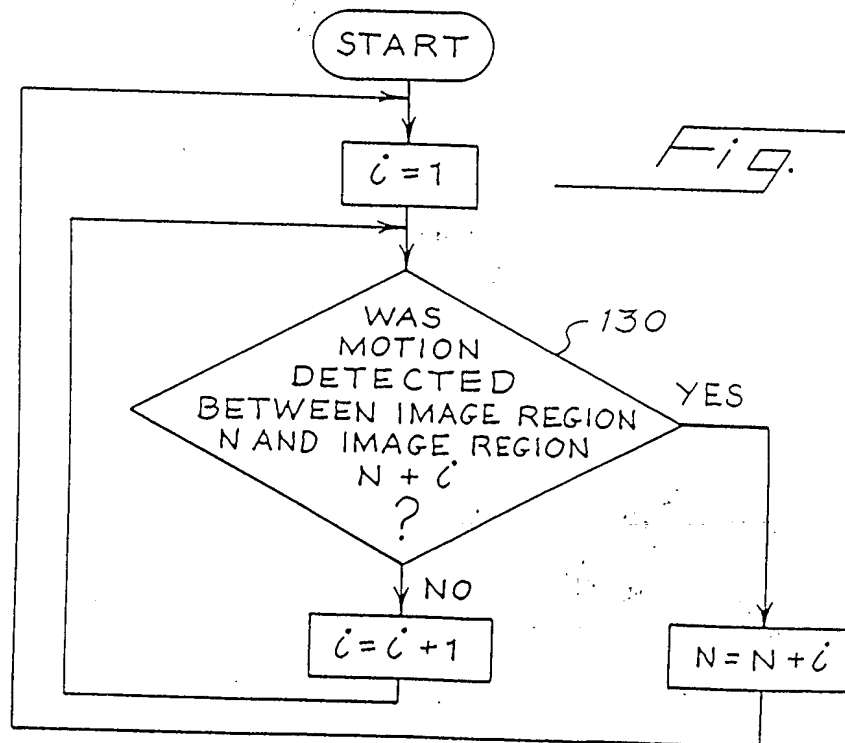 START
i = 1
Fig.
130
WAS
MOTION
DETECTED
BETWEEN IMAGE REGION
N AND IMAGE REGION
N + i
?
YES
NO
i = i + 1
N = N + i